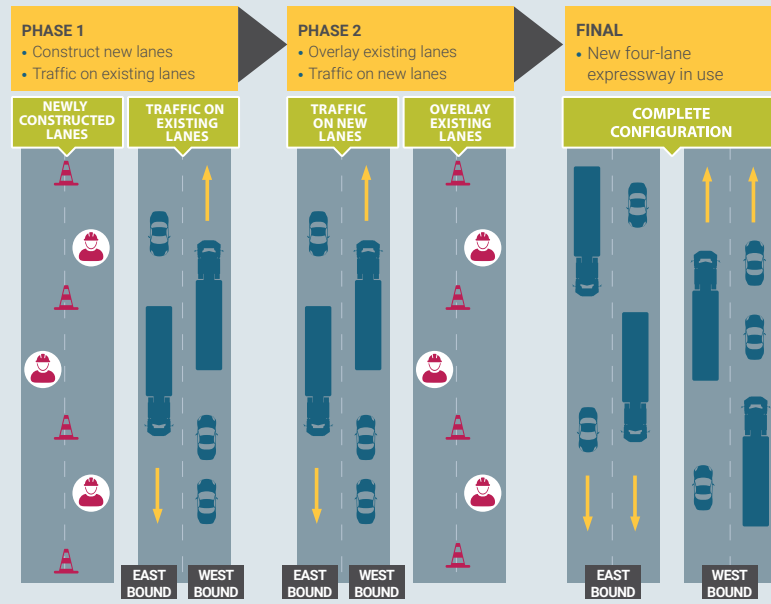 PHASE 1
• Construct new lanes
• Traffic on existing lanes
PHASE 2
• Overlay existing lanes
• Traffic on new lanes
FINAL
• New four-lane
expressway in use
NEWLY
CONSTRUCTED
LANES
TRAFFIC ON
EXISTING
LANES
TRAFFIC
ON NEW
LANES
OVERLAY
EXISTING
LANES
COMPLETE
CONFIGURATION
EAST
BOUND
WEST
BOUND
EAST
BOUND
WEST
BOUND
EAST
BOUND
WEST
BOUND